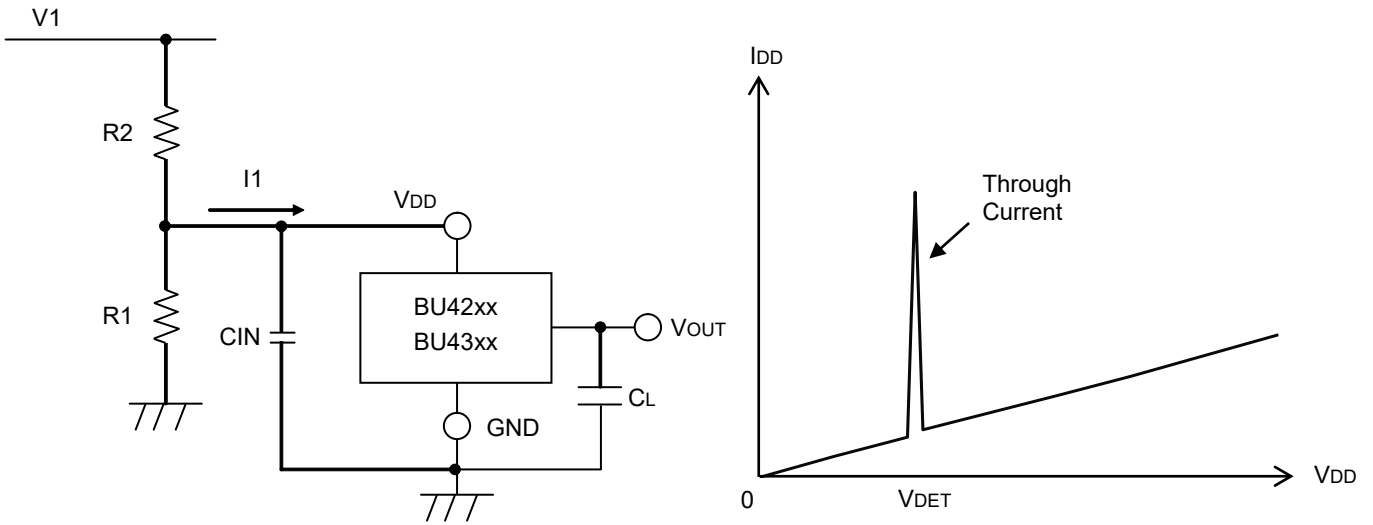 V1
R2
I1
VDD
R1
CIN
BU42xx
BU43xx
VOUT
CL
GND
IDD
Through
Current
0
VDET
VDD